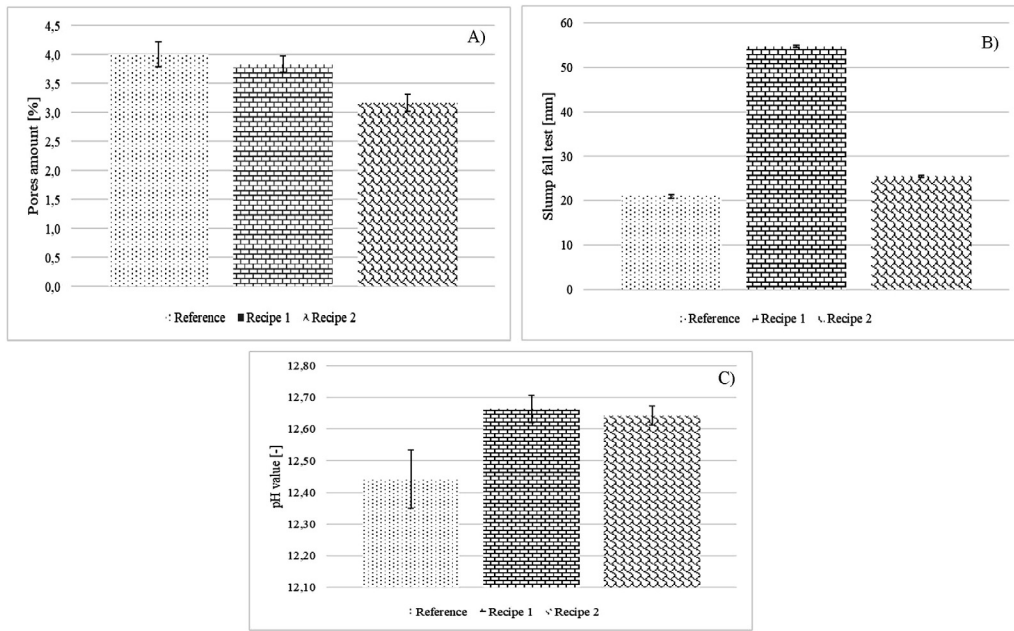 A)
Pores amount [%]
4,5
4,0
3,5
3,0
2,5
2,0
1,5
1,0
0,5
0,0
Reference Recipe 1 Recipe 2
B)
Slump fall test [mm]
60
50
40
30
20
10
0
Reference Recipe 1 Recipe 2
C)
pH value [-]
12,80
12,70
12,60
12,50
12,40
12,30
12,20
12,10
Reference Recipe 1 Recipe 2